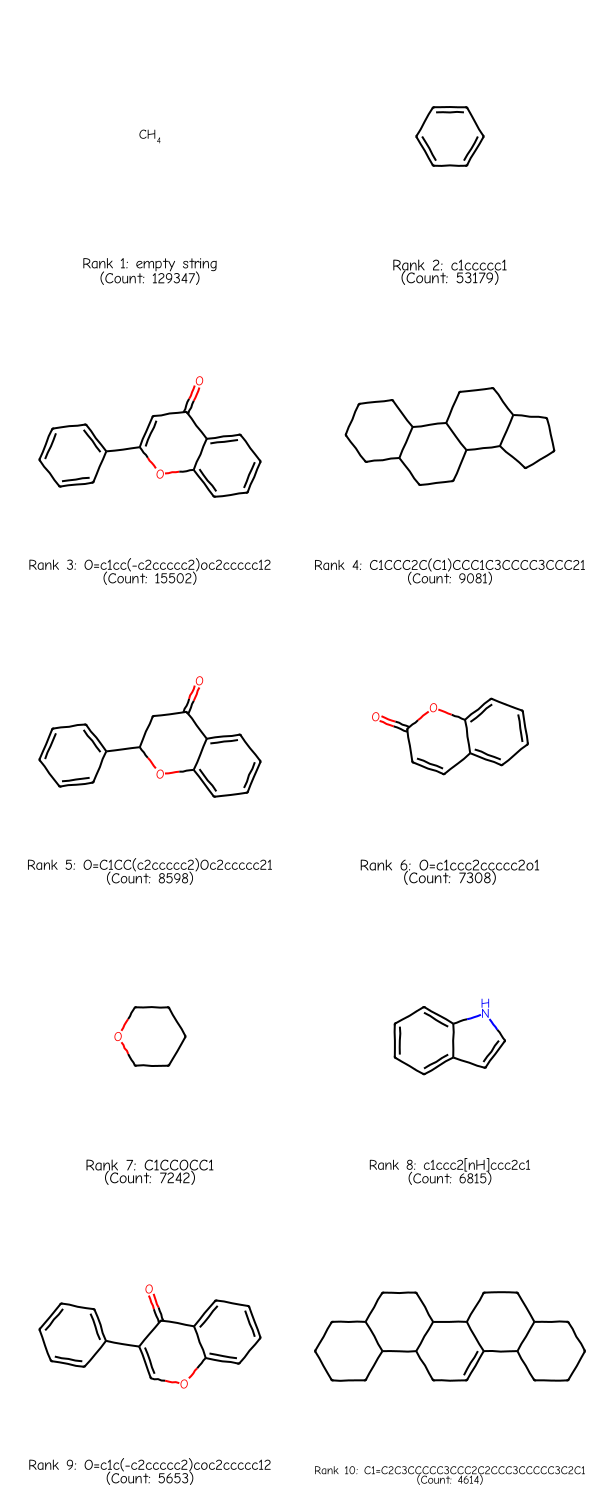 CH4
Rank 1: empty string
(Count: 129347)
Rank 2: c1ccccc1
(Count: 53179)
O
O
Rank 3: O=c1cc(-c2ccccc2)oc2ccccc12
(Count: 15502)
Rank 4: C1CCC2C(C1)CCC1C3CCCC3CCC21
(Count: 9081)
O
O
Rank 5: O=C1CC(c2ccccc2)Oc2ccccc21
(Count: 8598)
O
O
Rank 6: O=c1ccc2ccccc2o1
(Count: 7308)
O
Rank 7: C1CCOCC1
(Count: 7242)
H
N
Rank 8: c1ccc2[nH]ccc2c1
(Count: 6815)
O
O
Rank 9: O=c1c(-c2ccccc2)coc2ccccc12
(Count: 5653)
Rank 10: C1=C2C3CCCCC3CCC2C2CCC3CCCCC3C2C1
(Count: 4614)